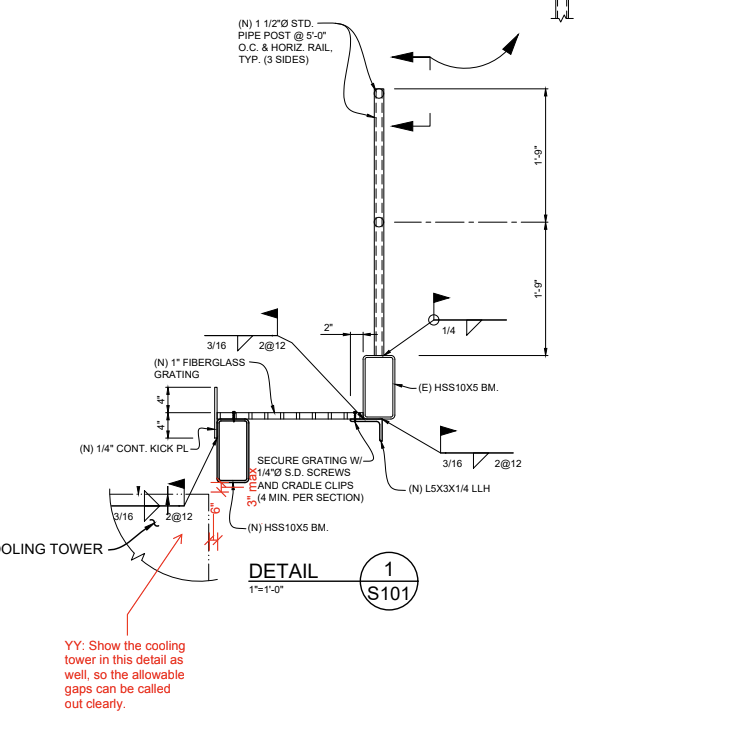 (N) 1 1/2"Ø STD.
PIPE POST @ 5'-0"
O.C. & HORIZ. RAIL,
TYP. (3 SIDES)
1'-9"
1'-9"
2"
3/16
2@12
1/4
(N) 1" FIBERGLASS
GRATING
(E) HSS10X5 BM.
4"
4"
(N) 1/4" CONT. KICK PL
SECURE GRATING W/
1/4"Ø S.D. SCREWS
AND CRADLE CLIPS
(4 MIN. PER SECTION)
3/16
2@12
(N) L5X3X1/4 LLH
3" max
6"
3/16
2@12
(N) HSS10X5 BM.
OOLING TOWER
DETAIL
1"=1'-0"
1
S101
YY: Show the cooling
tower in this detail as
well, so the allowable
gaps can be called
out clearly.